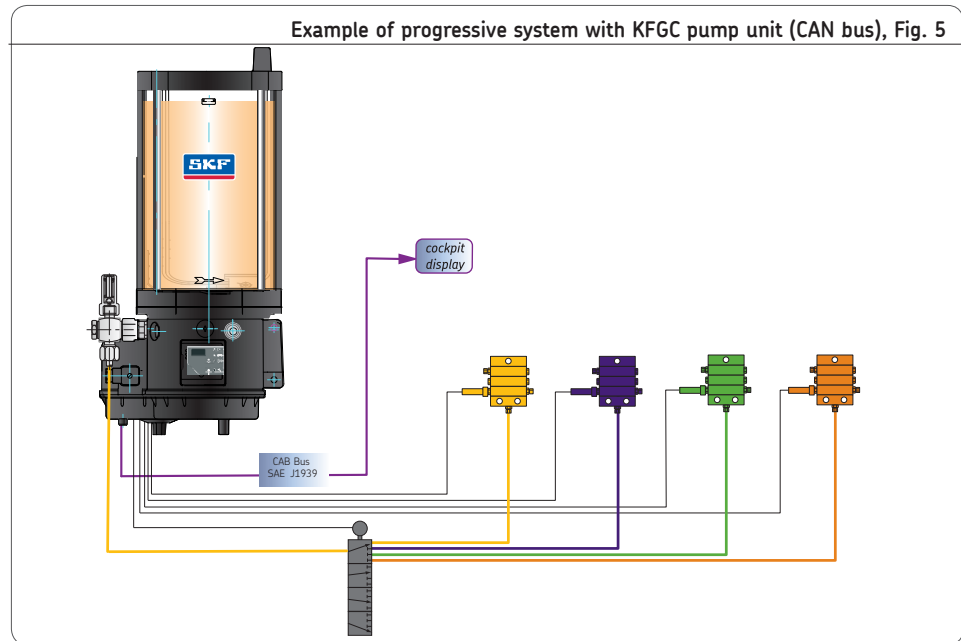 Example of progressive system with KFGC pump unit (CAN bus), Fig. 5
SKF
cockpit
display
CAB Bus
SAE J1939